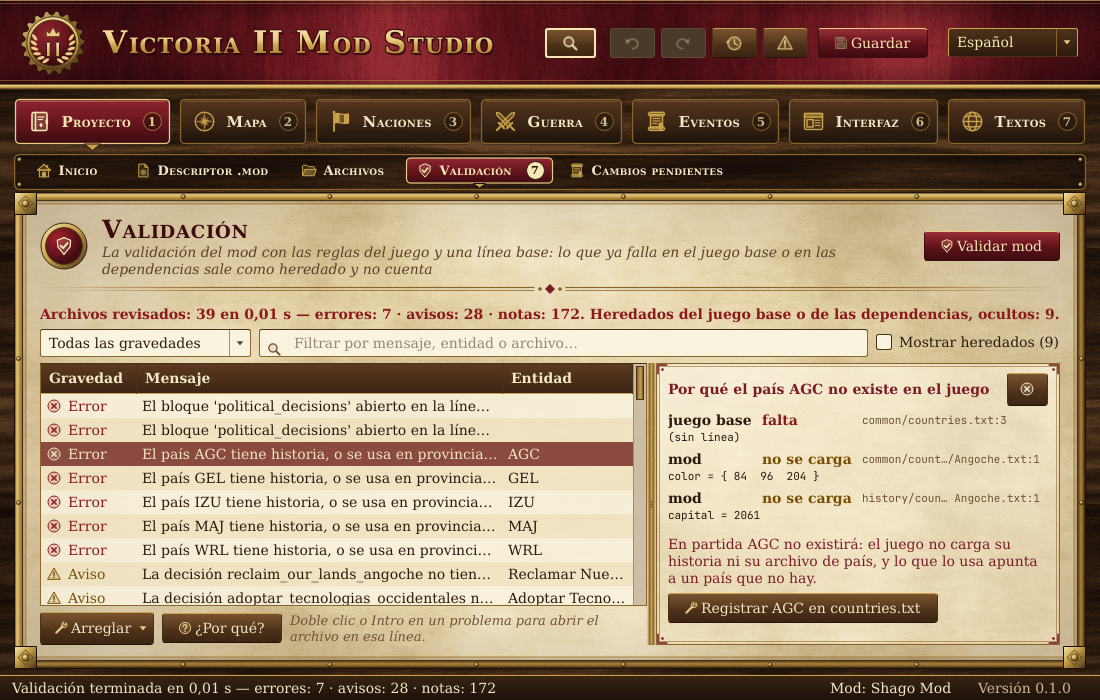 II
Victoria II Mod Studio
Guardar
Español
Proyecto 1
Mapa 2
Naciones 3
Guerra 4
Eventos 5
Interfaz 6
Textos 7
Inicio
Descriptor .mod
Archivos
Validación 7
Cambios pendientes
Validación
La validación del mod con las reglas del juego y una línea base: lo que ya falla en el juego base o en las
dependencias sale como heredado y no cuenta
Validar mod
Archivos revisados: 39 en 0,01 s — errores: 7 · avisos: 28 · notas: 172. Heredados del juego base o de las dependencias, ocultos: 9.
Todas las gravedades
Filtrar por mensaje, entidad o archivo…
Mostrar heredados (9)
Gravedad Mensaje Entidad
Error El bloque 'political_decisions' abierto en la líne…
Error El bloque 'political_decisions' abierto en la líne…
Error El país AGC tiene historia, o se usa en provincia… AGC
Error El país GEL tiene historia, o se usa en provincia… GEL
Error El país IZU tiene historia, o se usa en provincia… IZU
Error El país MAJ tiene historia, o se usa en provincia… MAJ
Error El país WRL tiene historia, o se usa en provinci… WRL
Aviso La decisión reclaim_our_lands_angoche no tien… Reclamar Nue…
Aviso La decisión adoptar_tecnologias_occidentales n… Adoptar Tecno…
Arreglar
¿Por qué?
Doble clic o Intro en un problema para abrir el
archivo en esa línea.
Por qué el país AGC no existe en el juego
juego base falta common/countries.txt:3
(sin línea)
mod no se carga common/count…/Angoche.txt:1
color = { 84 96 204 }
mod no se carga history/coun… Angoche.txt:1
capital = 2061
En partida AGC no existirá: el juego no carga su
historia ni su archivo de país, y lo que lo usa apunta
a un país que no hay.
Registrar AGC en countries.txt
Validación terminada en 0,01 s — errores: 7 · avisos: 28 · notas: 172
Mod: Shago Mod
Versión 0.1.0